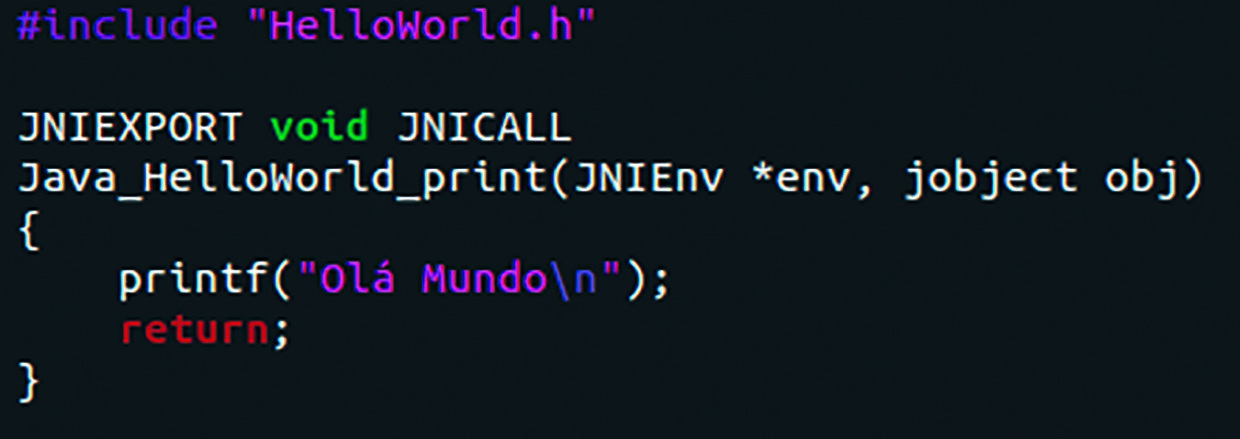 #include "HelloWorld.h"
JNIEXPORT void JNICALL
Java_HelloWorld_print(JNIEnv *env, jobject obj)
{
    printf("Olá Mundo\n");
    return;
}